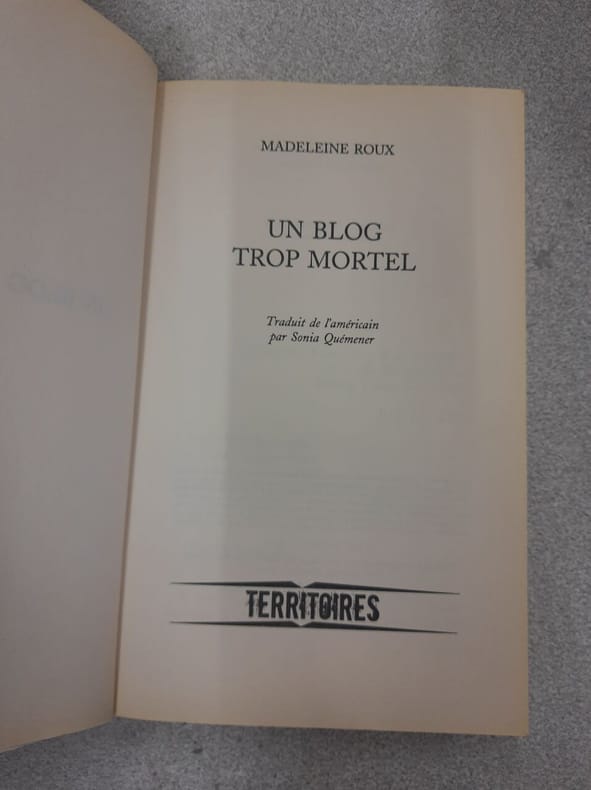 MADELEINE ROUX
UN BLOG
TROP MORTEL
Traduit de l'américain
par Sonia Quémener
TERRITOIRES